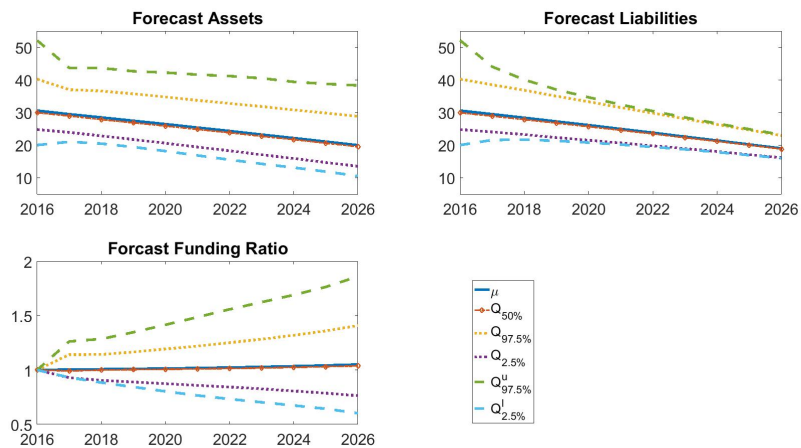 Forecast Assets
50
40
30
20
10
2016 2018 2020 2022 2024 2026
Forecast Liabilities
50
40
30
20
10
2016 2018 2020 2022 2024 2026
Forcast Funding Ratio
2
1.5
1
0.5
2016 2018 2020 2022 2024 2026
μ
Q50%
Q97.5%
Q2.5%
Qu97.5%
Ql2.5%